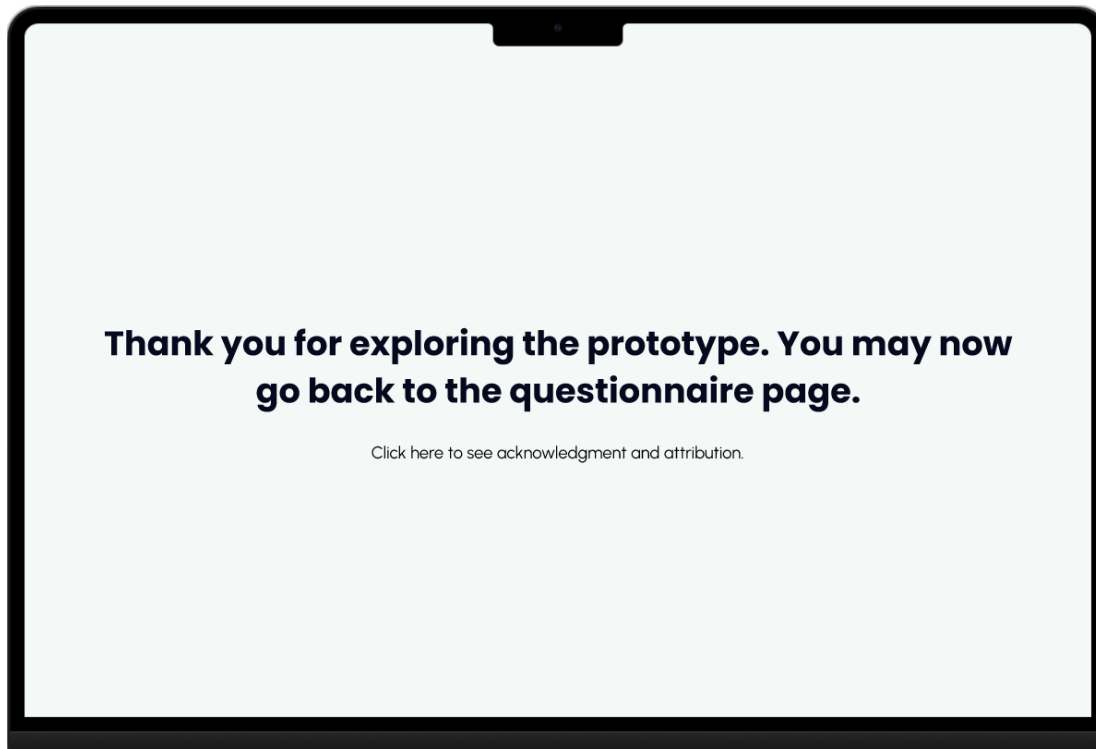 Thank you for exploring the prototype. You may now
go back to the questionnaire page.
Click here to see acknowledgment and attribution.